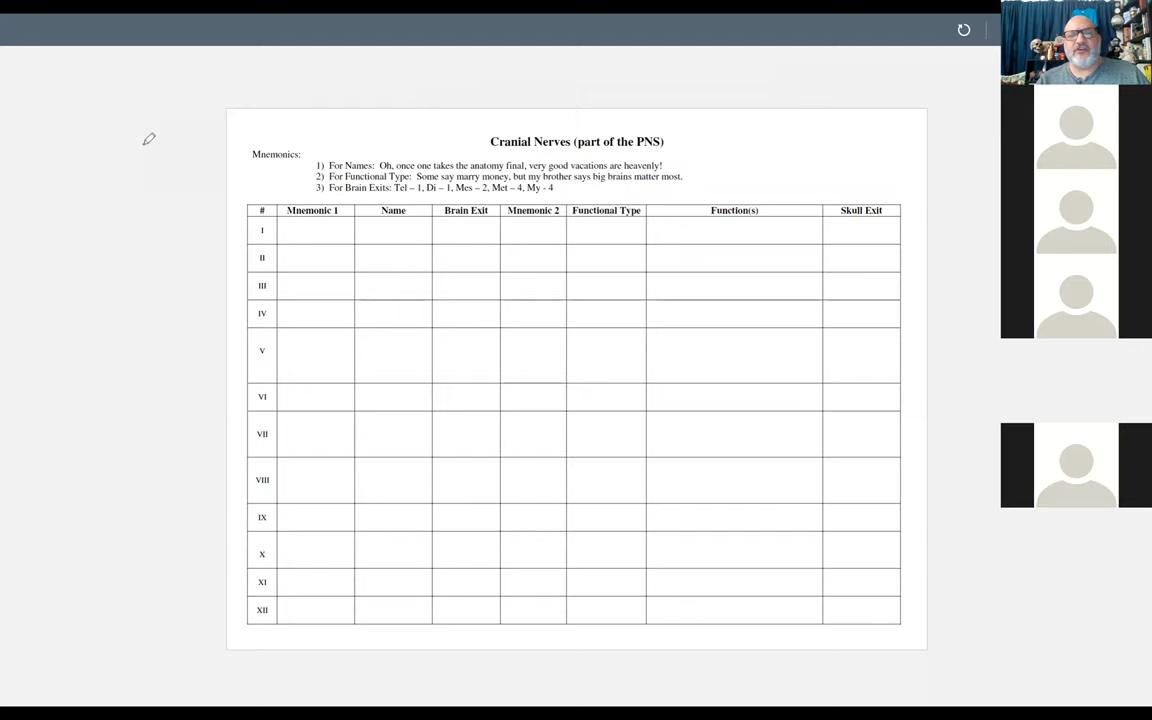 Cranial Nerves (part of the PNS)
Mnemonics:
1) For Names: Oh, once one takes the anatomy final, very good vacations are heavenly!
2) For Functional Type: Some say marry money, but my brother says big brains matter most.
3) For Brain Exits: Tel – 1, Di – 1, Mes – 2, Met – 4, My - 4
# Mnemonic 1 Name Brain Exit Mnemonic 2 Functional Type Function(s) Skull Exit
I
II
III
IV
V
VI
VII
VIII
IX
X
XI
XII